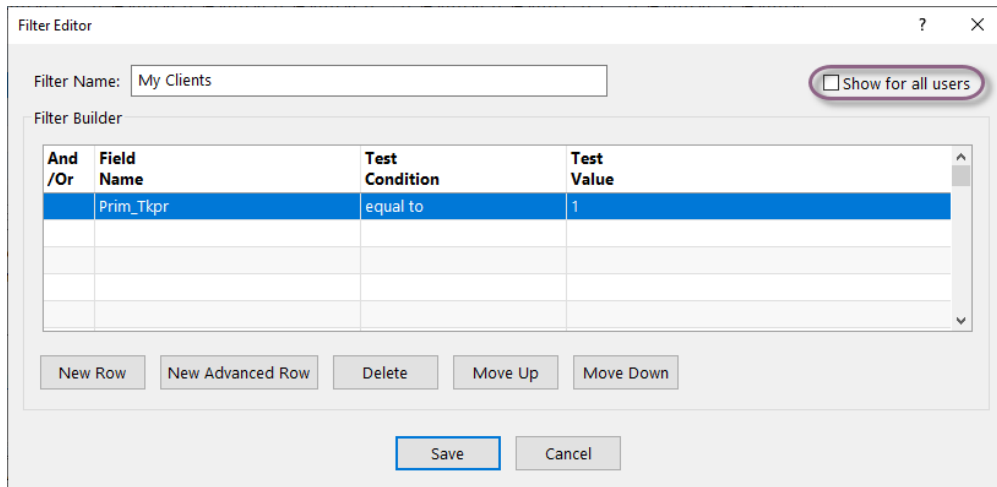 Filter Editor ?
Filter Name: My Clients Show for all users
Filter Builder
And Field Test Test
/Or Name Condition Value
Prim_Tkpr equal to 1
New Row New Advanced Row Delete Move Up Move Down
Save Cancel